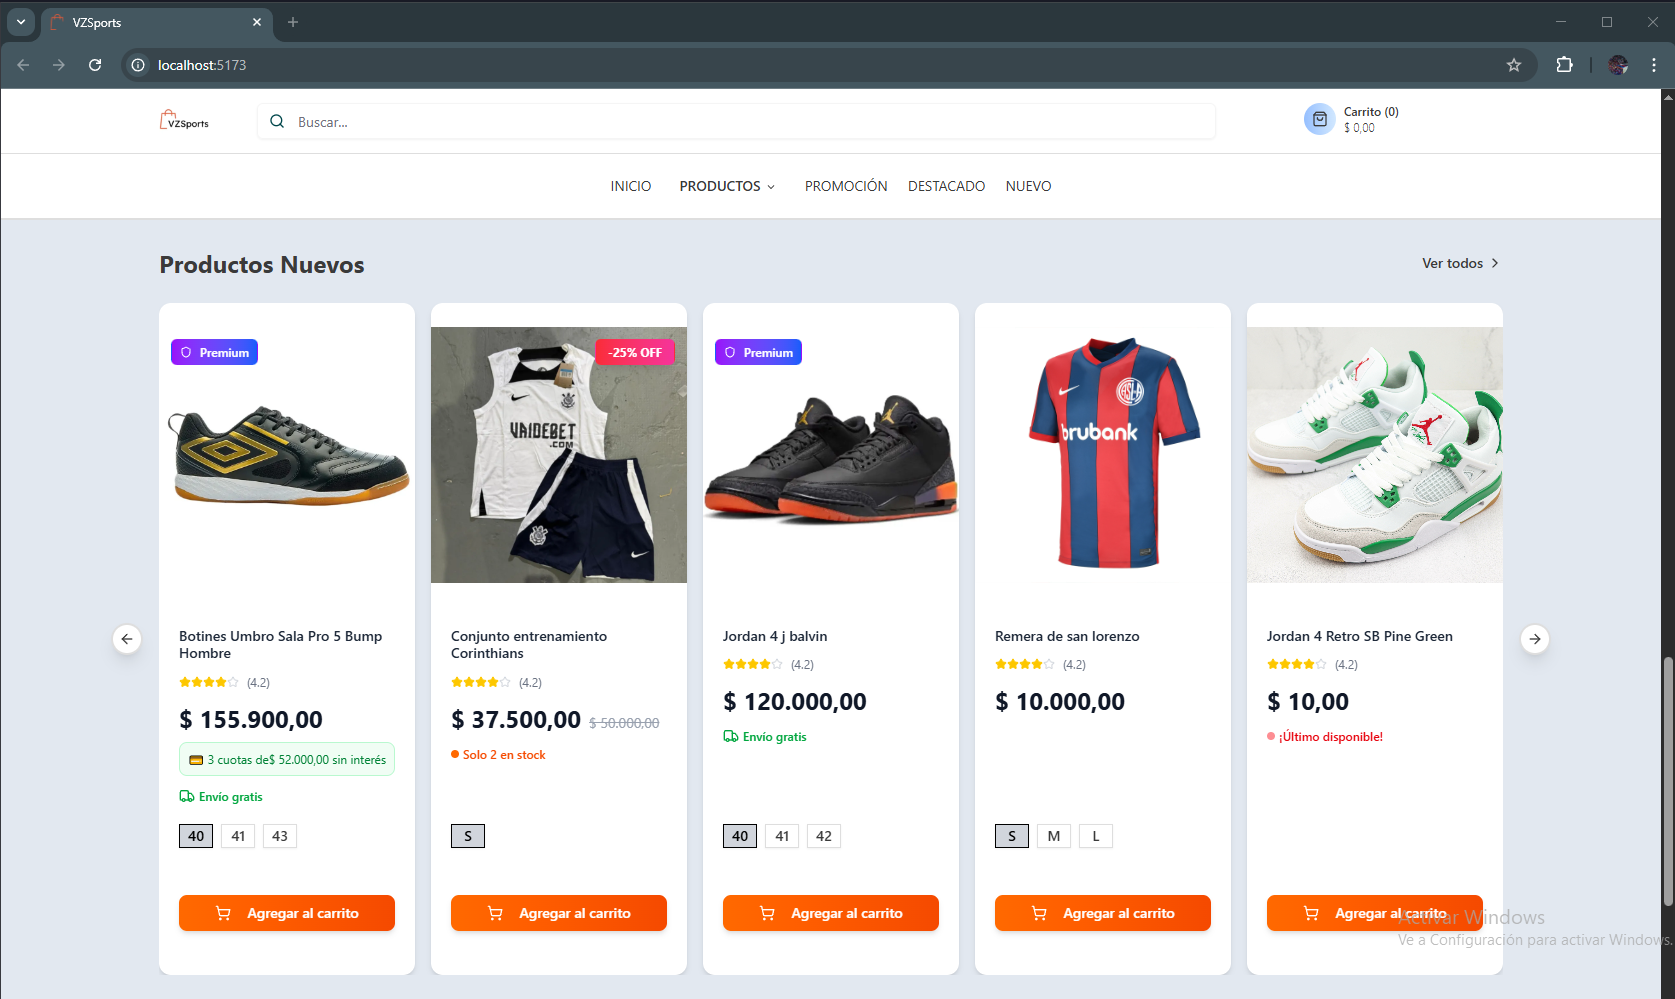 VZSports
localhost:5173
VZSports
Buscar...
Carrito (0)
$ 0,00
INICIO
PRODUCTOS
PROMOCIÓN
DESTACADO
NUEVO
Productos Nuevos
Ver todos
Premium
Botines Umbro Sala Pro 5 Bump
Hombre
(4.2)
$ 155.900,00
3 cuotas de$ 52.000,00 sin interés
Envío gratis
40 41 43
Agregar al carrito
-25% OFF
VAIDEBET
.COM
Conjunto entrenamiento
Corinthians
(4.2)
$ 37.500,00 $ 50.000,00
Solo 2 en stock
S
Agregar al carrito
Premium
Jordan 4 j balvin
(4.2)
$ 120.000,00
Envío gratis
40 41 42
Agregar al carrito
CASLA
brubank
Remera de san lorenzo
(4.2)
$ 10.000,00
S M L
Agregar al carrito
Jordan 4 Retro SB Pine Green
(4.2)
$ 10,00
¡Último disponible!
Agregar al carrito
Activar Windows
Ve a Configuración para activar Windows.